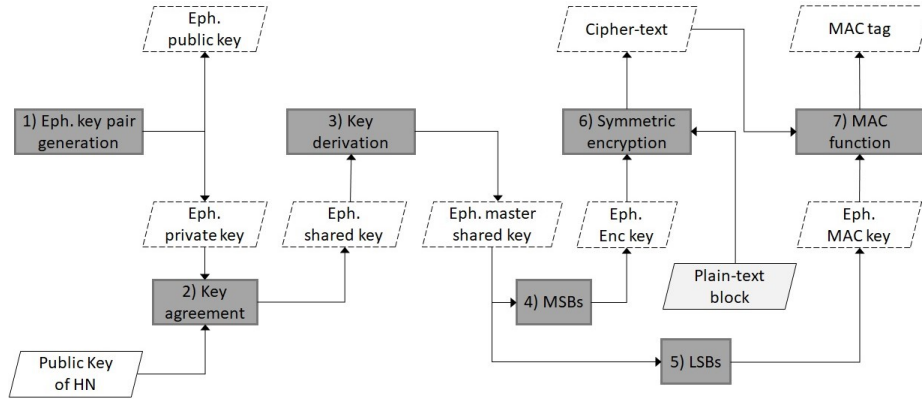 Eph.
public key
Cipher-text
MAC tag
1) Eph. key pair
generation
3) Key
derivation
6) Symmetric
encryption
7) MAC
function
Eph.
private key
Eph.
shared key
Eph. master
shared key
Eph.
Enc key
Eph.
MAC key
2) Key
agreement
4) MSBs
Plain-text
block
Public Key
of HN
5) LSBs